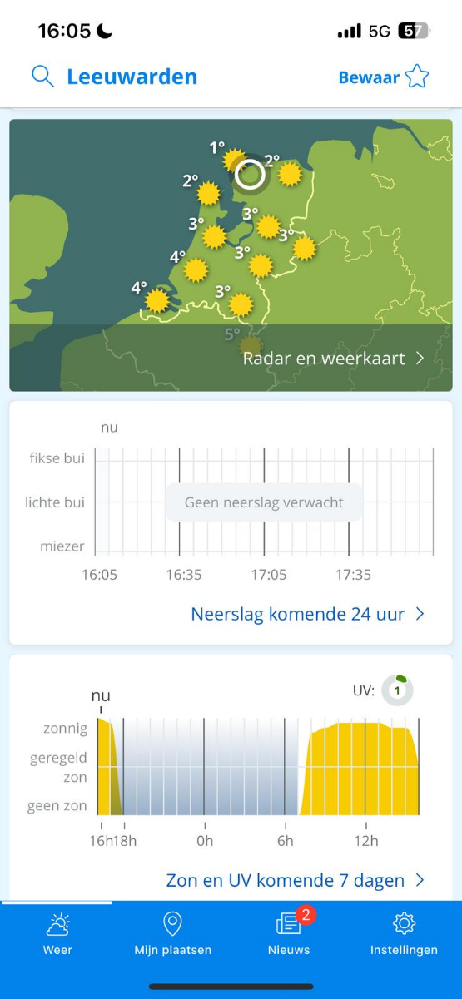 16:05
5G 57
Leeuwarden
Bewaar
1°
2°
2°
3°
3°
3°
4°
3°
4°
3°
5°
Radar en weerkaart
nu
fikse bui
lichte bui
Geen neerslag verwacht
miezer
16:05 16:35 17:05 17:35
Neerslag komende 24 uur
UV: 1
nu
zonnig
geregeld
zon
geen zon
16h 18h 0h 6h 12h
Zon en UV komende 7 dagen
2
Weer Mijn plaatsen Nieuws Instellingen